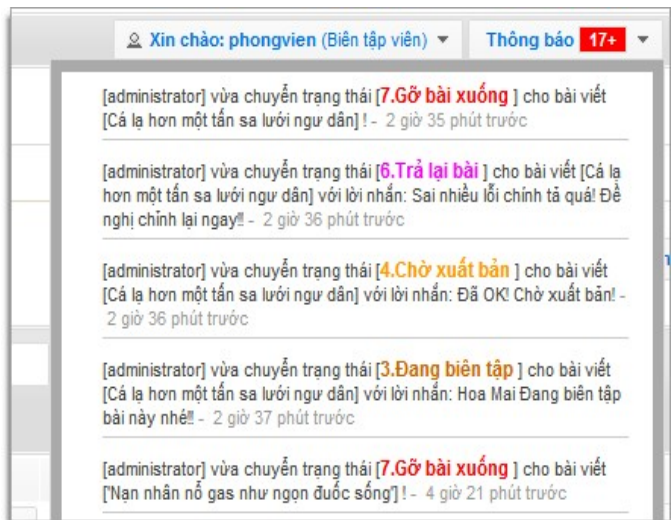 Xin chào: phongvien (Biên tập viên) Thông báo 17+
[administrator] vừa chuyển trạng thái [7.Gỡ bài xuống ] cho bài viết
[Cá lạ hơn một tấn sa lưới ngư dân] ! - 2 giờ 35 phút trước
[administrator] vừa chuyển trạng thái [6.Trả lại bài ] cho bài viết [Cá lạ
hơn một tấn sa lưới ngư dân] với lời nhắn: Sai nhiều lỗi chính tả quá! Đề
nghị chỉnh lại ngay!! - 2 giờ 36 phút trước
[administrator] vừa chuyển trạng thái [4.Chờ xuất bản ] cho bài viết
[Cá lạ hơn một tấn sa lưới ngư dân] với lời nhắn: Đã OK! Chờ xuất bản! -
2 giờ 36 phút trước
[administrator] vừa chuyển trạng thái [3.Đang biên tập ] cho bài viết
[Cá lạ hơn một tấn sa lưới ngư dân] với lời nhắn: Hoa Mai Đang biên tập
bài này nhé!! - 2 giờ 37 phút trước
[administrator] vừa chuyển trạng thái [7.Gỡ bài xuống ] cho bài viết
['Nạn nhân nổ gas như ngọn đuốc sống'] ! - 4 giờ 21 phút trước